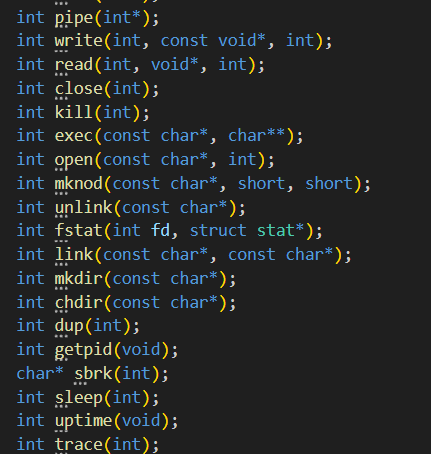 int pipe(int*);
int write(int, const void*, int);
int read(int, void*, int);
int close(int);
int kill(int);
int exec(const char*, char**);
int open(const char*, int);
int mknod(const char*, short, short);
int unlink(const char*);
int fstat(int fd, struct stat*);
int link(const char*, const char*);
int mkdir(const char*);
int chdir(const char*);
int dup(int);
int getpid(void);
char* sbrk(int);
int sleep(int);
int uptime(void);
int trace(int);